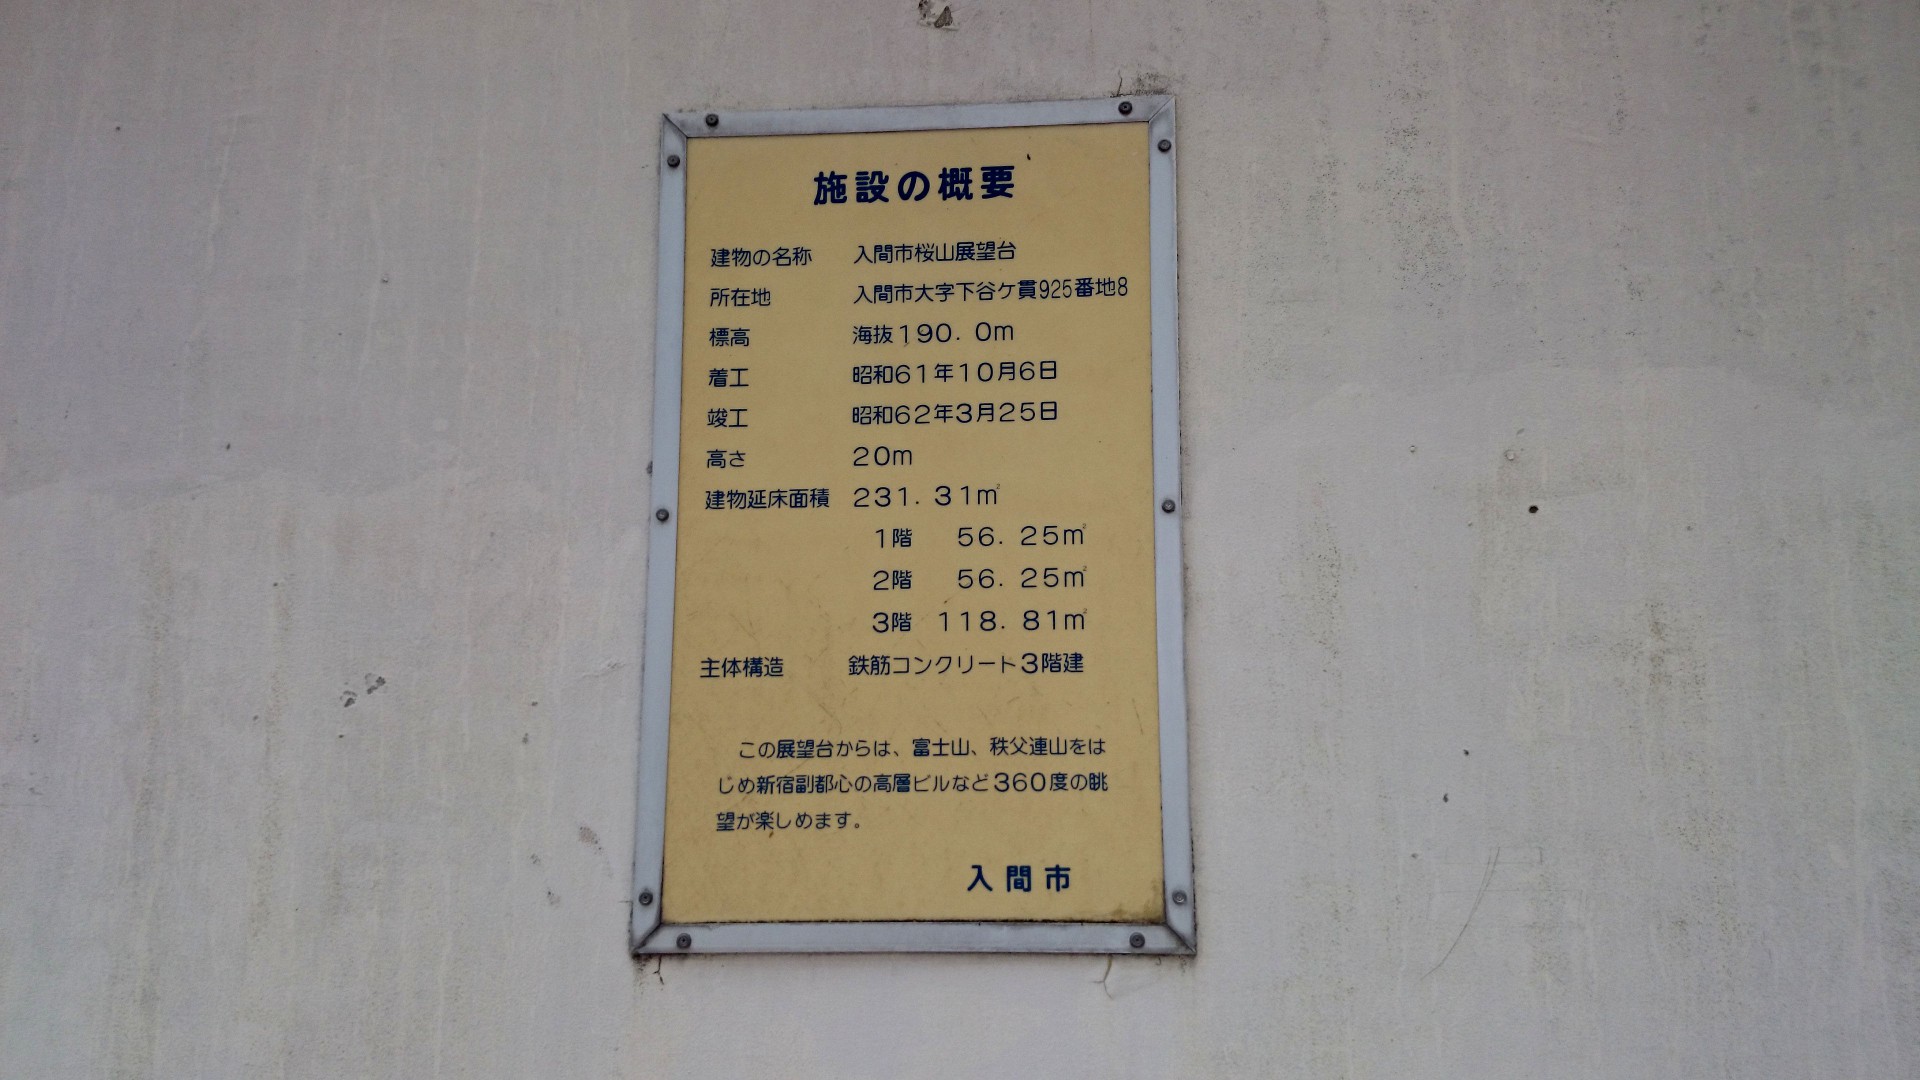 施設の概要
建物の名称 入間市桜山展望台
所在地 入間市大字下谷ケ貫925番地8
標高 海抜190.0m
着工 昭和61年10月6日
竣工 昭和62年3月25日
高さ 20m
建物延床面積 231.31㎡
1階 56.25㎡
2階 56.25㎡
3階 118.81㎡
主体構造 鉄筋コンクリート3階建
この展望台からは、富士山、秩父連山をは
じめ新宿副都心の高層ビルなど360度の眺
望が楽しめます。
入間市